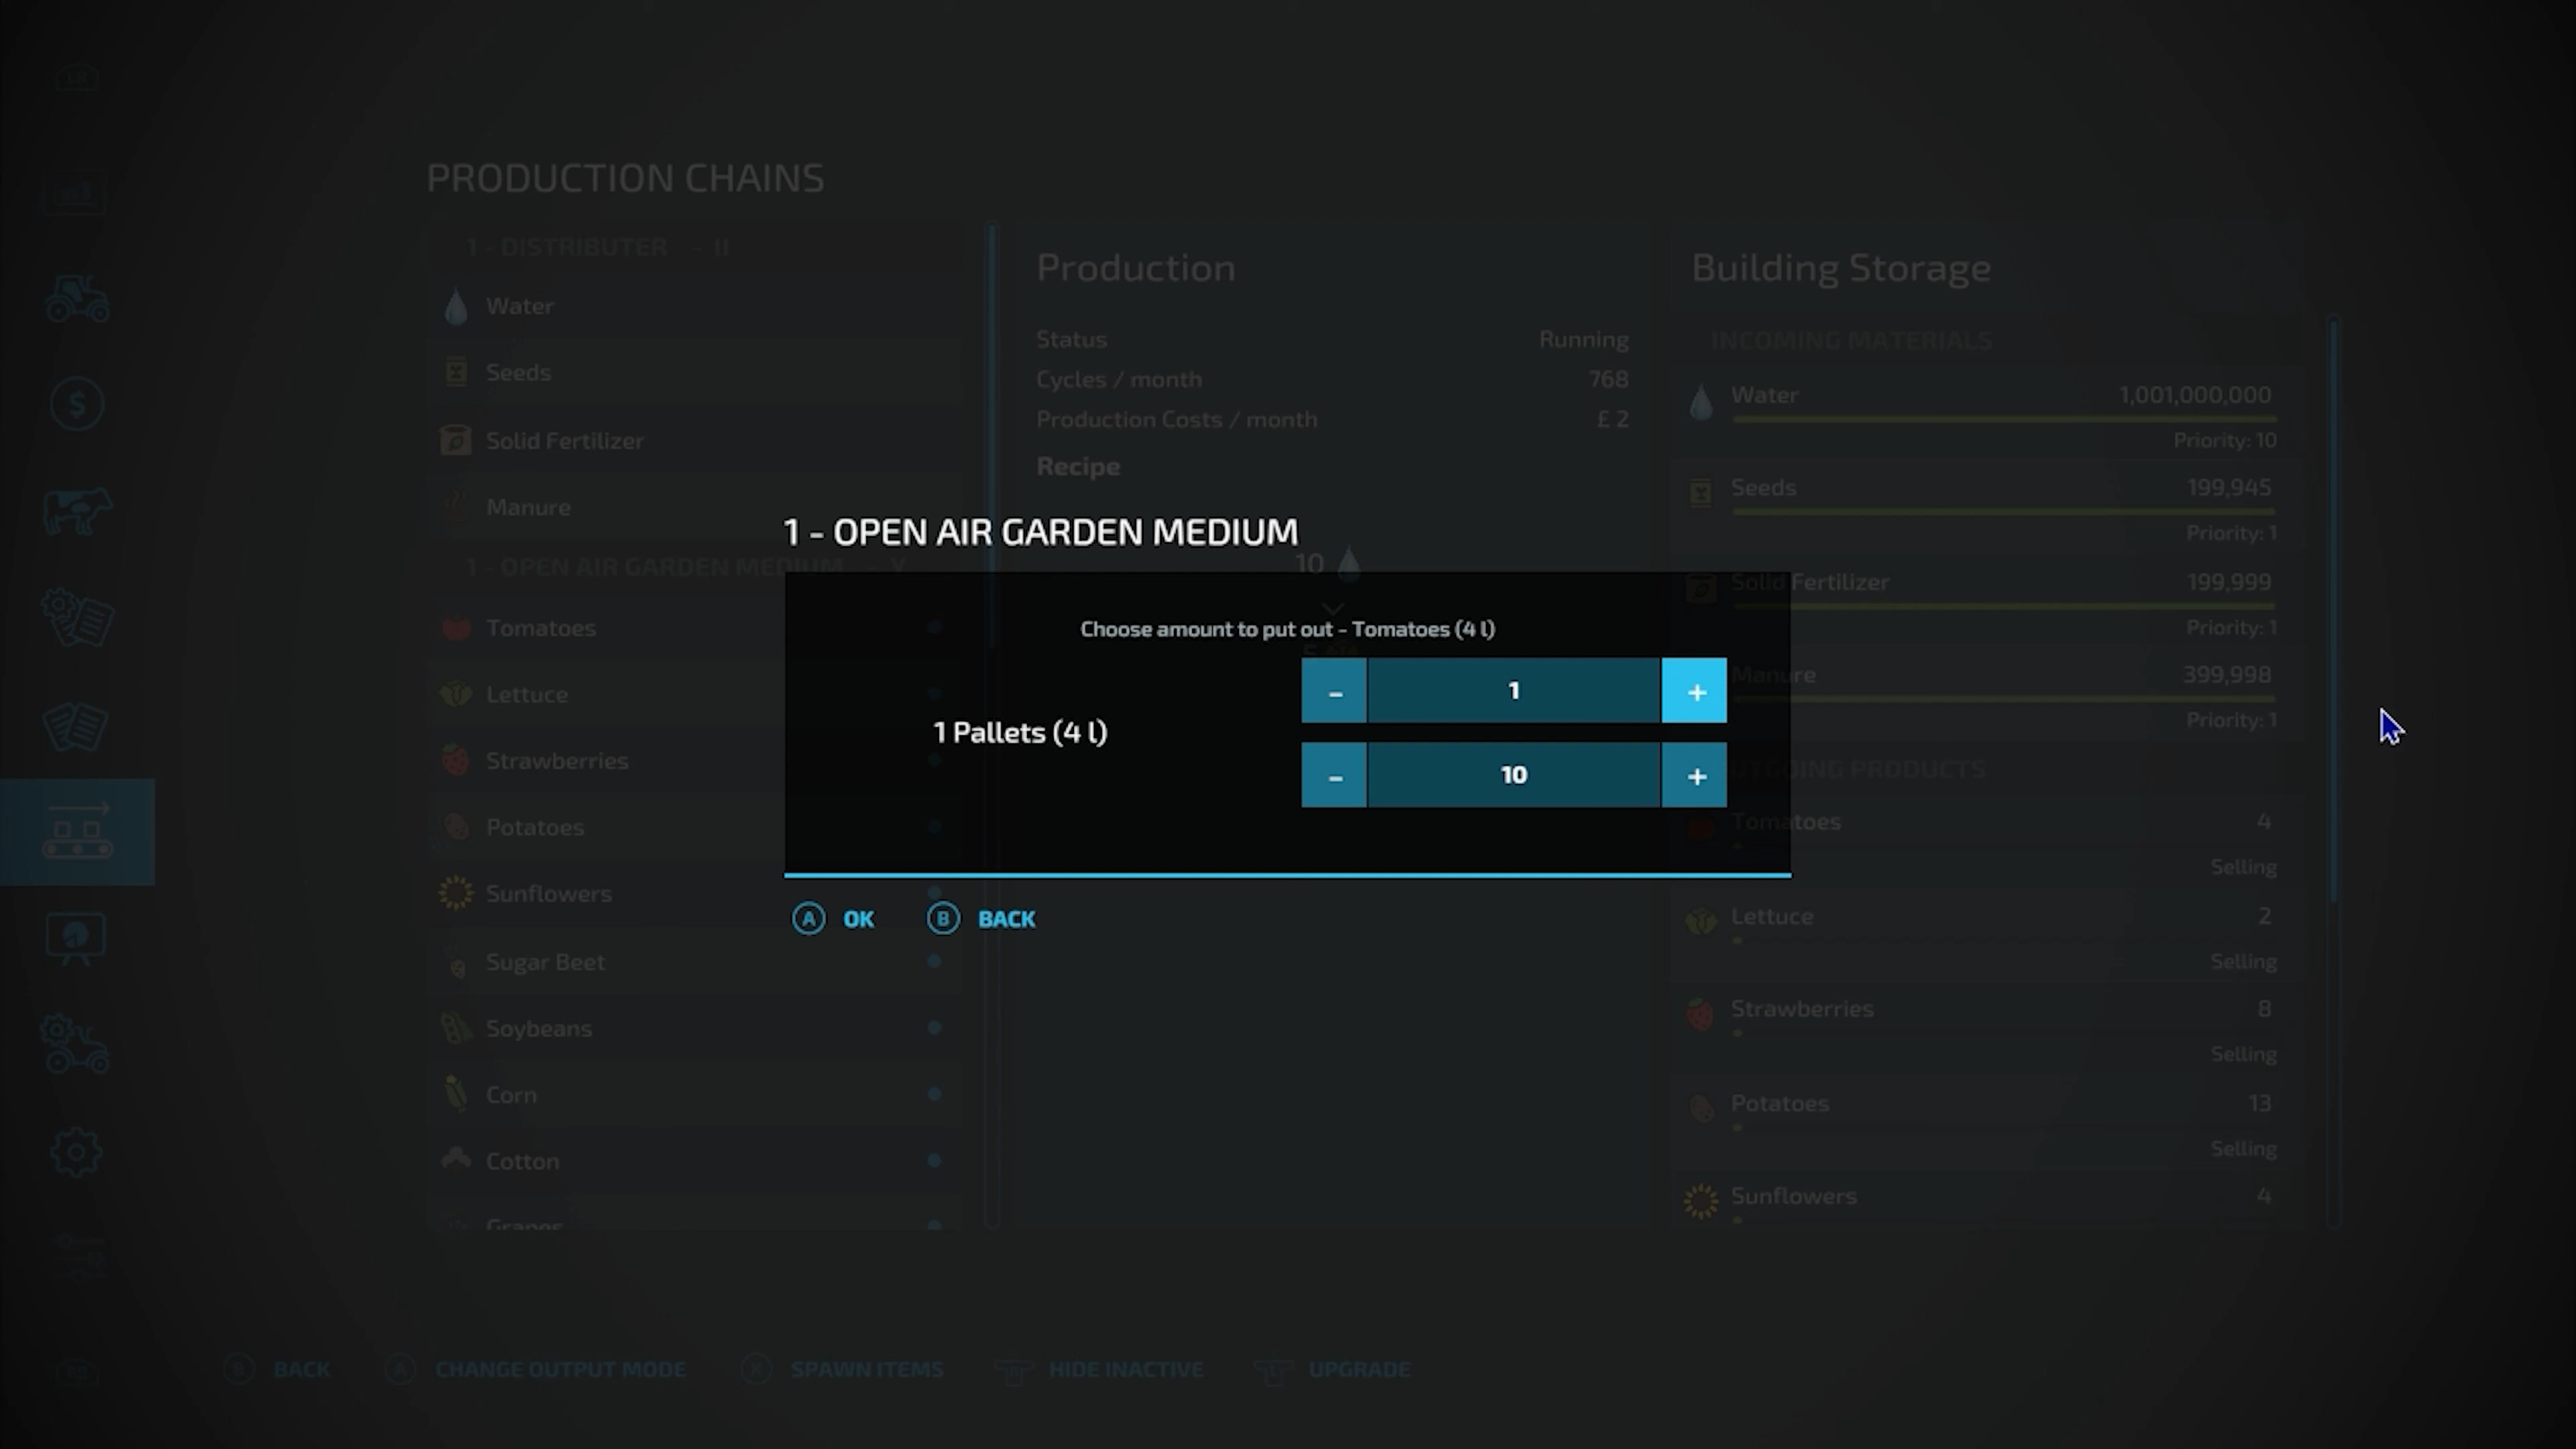 PRODUCTION CHAINS
1 - DISTRIBUTER - II
Water
Seeds
Solid Fertilizer
Manure
1 - OPEN AIR GARDEN MEDIUM - Y
Tomatoes
Lettuce
Strawberries
Potatoes
Sunflowers
Sugar Beet
Soybeans
Corn
Cotton
Grapes
Production
Status Running
Cycles / month 768
Production Costs / month £ 2
Recipe
10
5
Building Storage
INCOMING MATERIALS
Water 1,001,000,000
Priority: 10
Seeds 199,945
Priority: 1
Solid Fertilizer 199,999
Priority: 1
Manure 399,998
Priority: 1
OUTGOING PRODUCTS
Tomatoes 4
Selling
Lettuce 2
Selling
Strawberries 8
Selling
Potatoes 13
Selling
Sunflowers 4
1 - OPEN AIR GARDEN MEDIUM
Choose amount to put out - Tomatoes (4 l)
- 1 +
1 Pallets (4 l)
- 10 +
A OK B BACK
B BACK A CHANGE OUTPUT MODE X SPAWN ITEMS HIDE INACTIVE UPGRADE